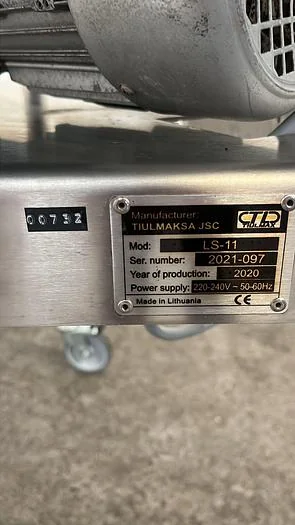 00732
Manufacturer:
TIULMAKSA JSC
CTD
TIULMAX
Mod: LS-11
Ser. number: 2021-097
Year of production: 2020
Power supply: 220-240V ~ 50-60Hz
Made in Lithuania CE